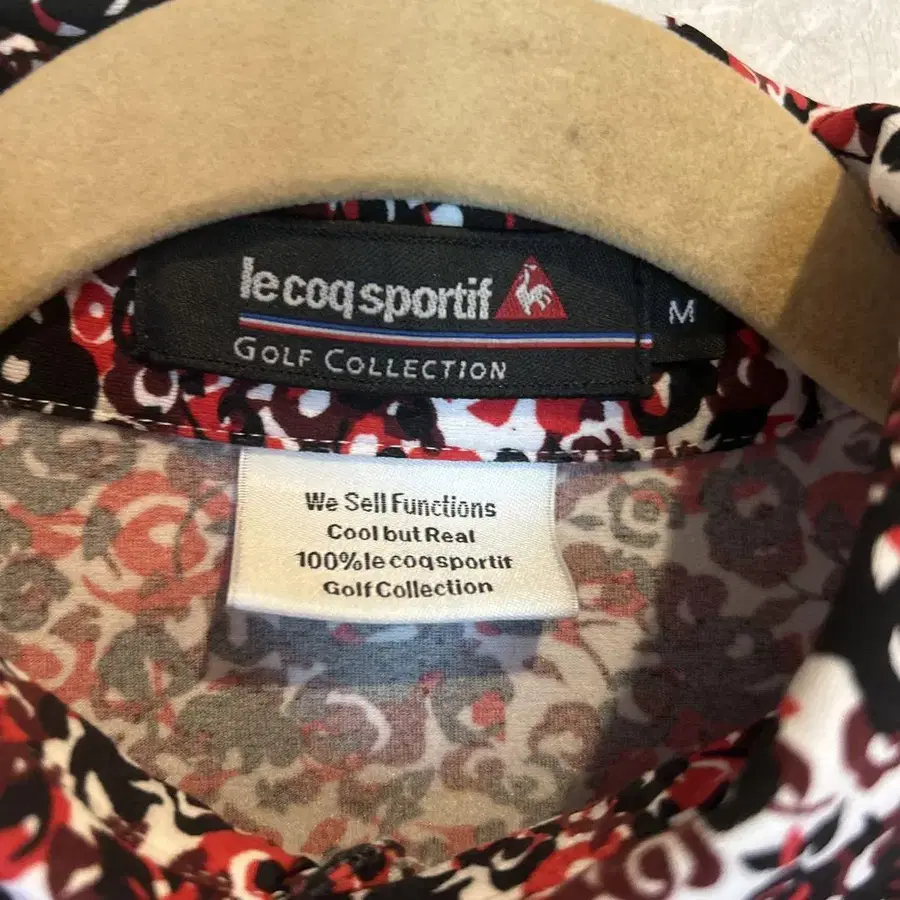 le coq sportif
M
GOLF COLLECTION
We Sell Functions
Cool but Real
100% le coq sportif
Golf Collection